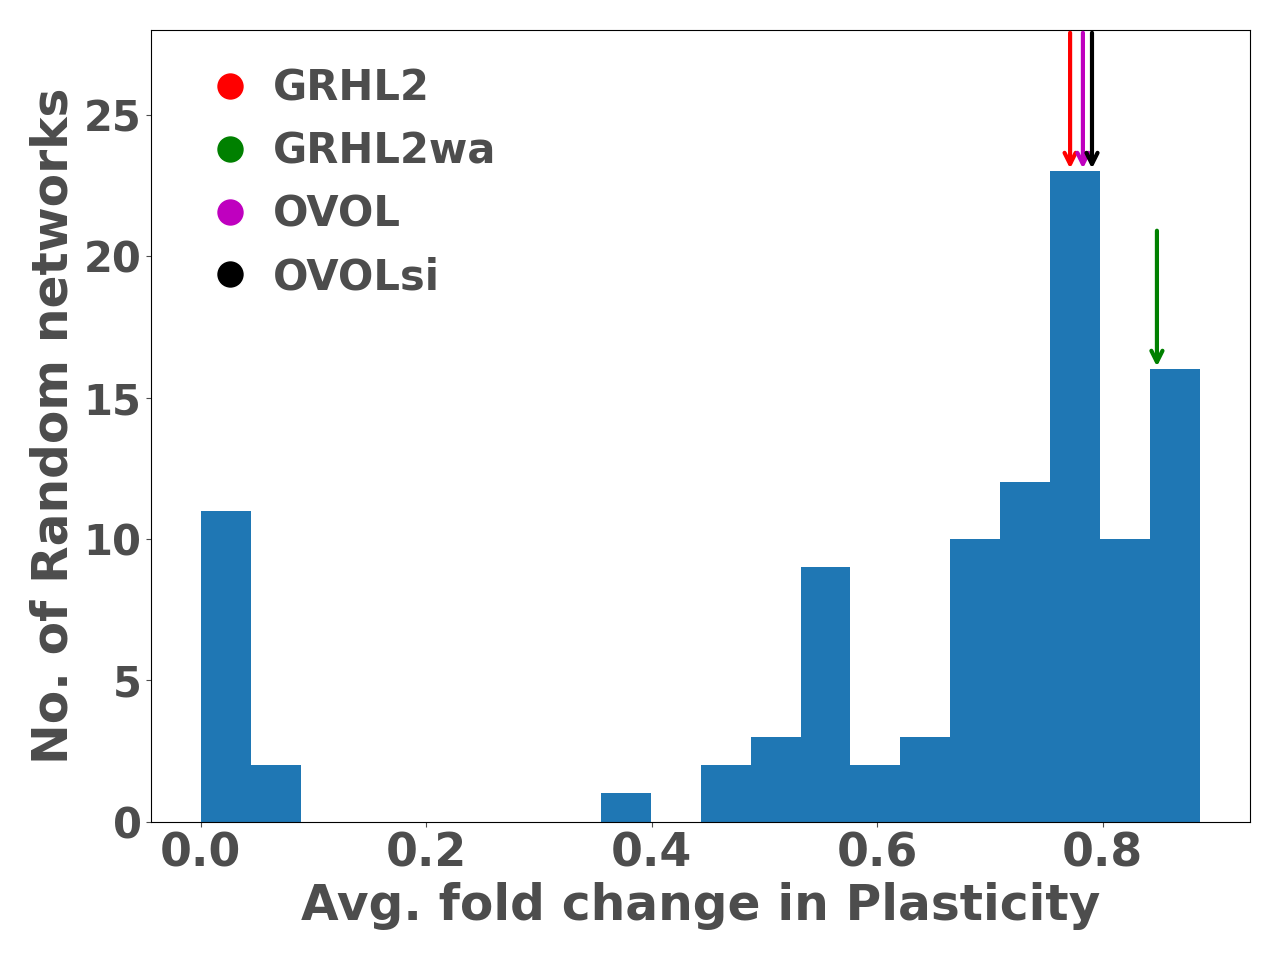 GRHL2
GRHL2wa
OVOL
OVOLsi
No. of Random networks
25
20
15
10
5
0
0.0 0.2 0.4 0.6 0.8
Avg. fold change in Plasticity